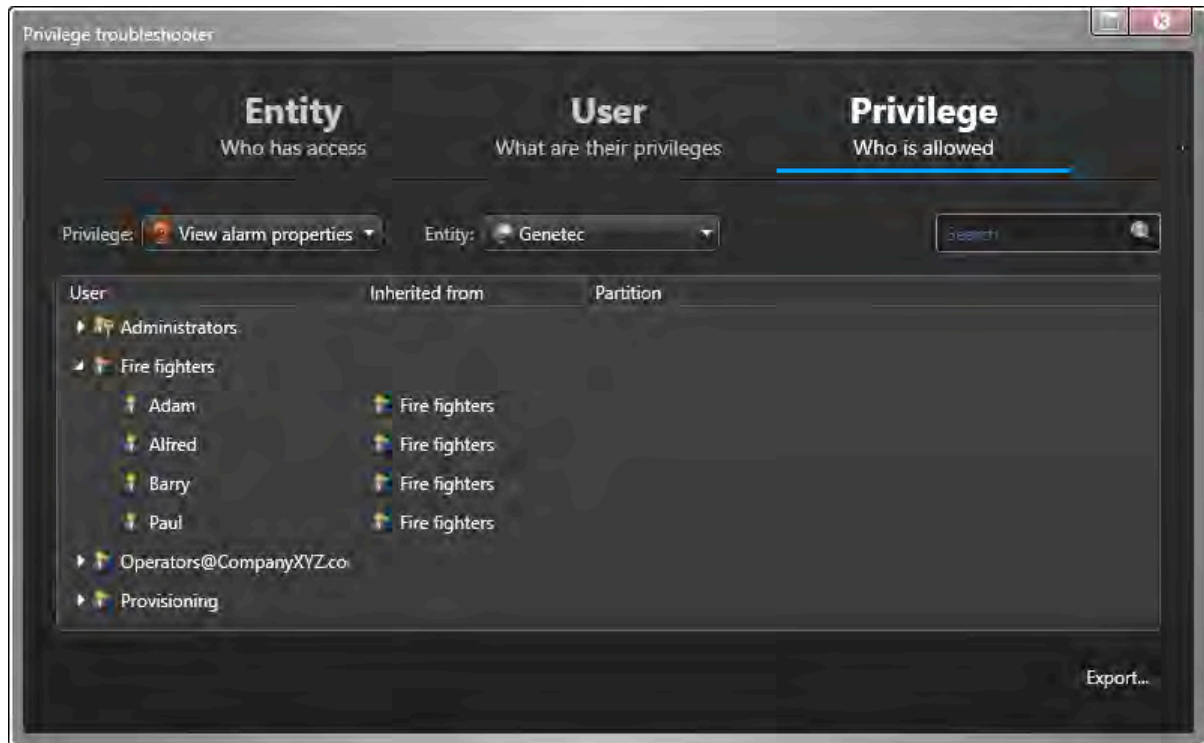 Privilege troubleshooter
Entity User Privilege
Who has access What are their privileges Who is allowed
Privilege: View alarm properties Entity: Genetec Search
User Inherited from Partition
Administrators
Fire fighters
Adam Fire fighters
Alfred Fire fighters
Barry Fire fighters
Paul Fire fighters
Operators@CompanyXYZ.co
Provisioning
Export...